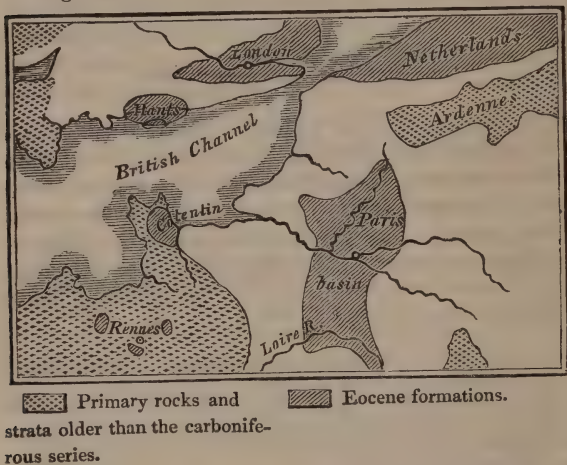 London
Netherlands
Hants
Ardennes
British Channel
Cotentin
Paris
basin
Rennes
Loire R.
Primary rocks and
strata older than the carbonife-
rous series.
Eocene formations.